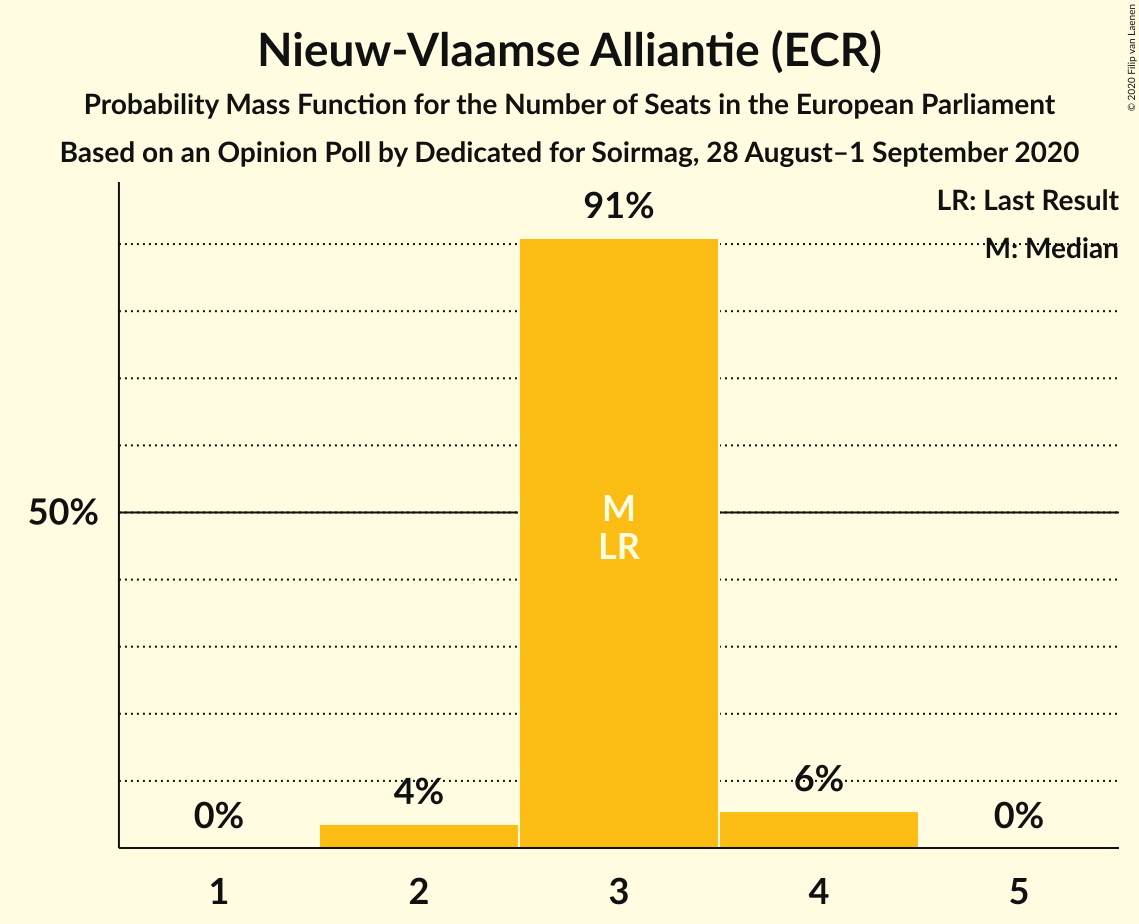 Nieuw-Vlaamse Alliantie (ECR)
Probability Mass Function for the Number of Seats in the European Parliament
Based on an Opinion Poll by Dedicated for Soirmag, 28 August–1 September 2020
© 2020 Filip van Laenen
LR: Last Result
M: Median
91%
50%
M
LR
0%
4%
6%
0%
1
2
3
4
5